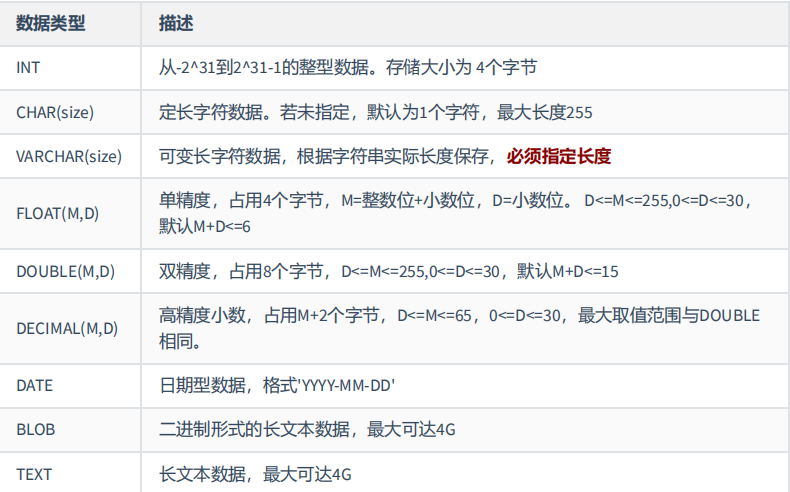 数据类型 描述
INT 从-2^31到2^31-1的整型数据。存储大小为 4个字节
CHAR(size) 定长字符数据。若未指定，默认为1个字符，最大长度255
VARCHAR(size) 可变长字符数据，根据字符串实际长度保存，必须指定长度
FLOAT(M,D) 单精度，占用4个字节，M=整数位+小数位，D=小数位。 D<=M<=255,0<=D<=30，
默认M+D<=6
DOUBLE(M,D) 双精度，占用8个字节，D<=M<=255,0<=D<=30，默认M+D<=15
DECIMAL(M,D) 高精度小数，占用M+2个字节，D<=M<=65，0<=D<=30，最大取值范围与DOUBLE
相同。
DATE 日期型数据，格式'YYYY-MM-DD'
BLOB 二进制形式的长文本数据，最大可达4G
TEXT 长文本数据，最大可达4G